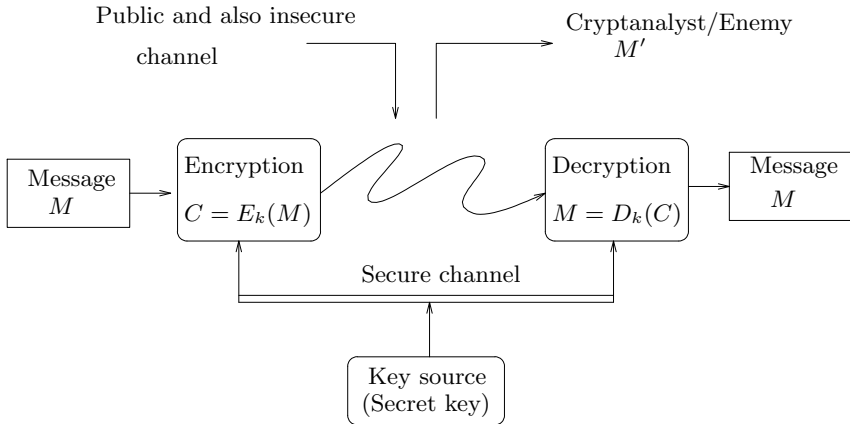 Public and also insecure
channel
Cryptanalyst/Enemy
M′
Message
M
Encryption
C = E_k(M)
Decryption
M = D_k(C)
Message
M
Secure channel
Key source
(Secret key)